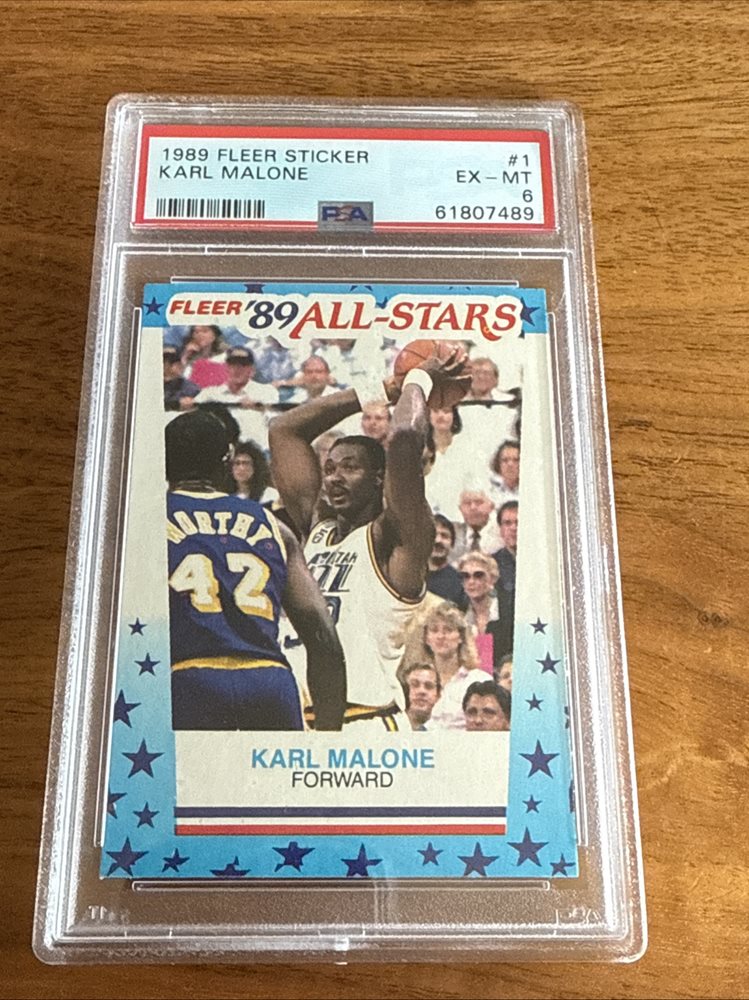 1989 FLEER STICKER #1
KARL MALONE EX – MT
6
PSA 61807489
FLEER '89 ALL-STARS
WORTHY
42
KARL MALONE
FORWARD